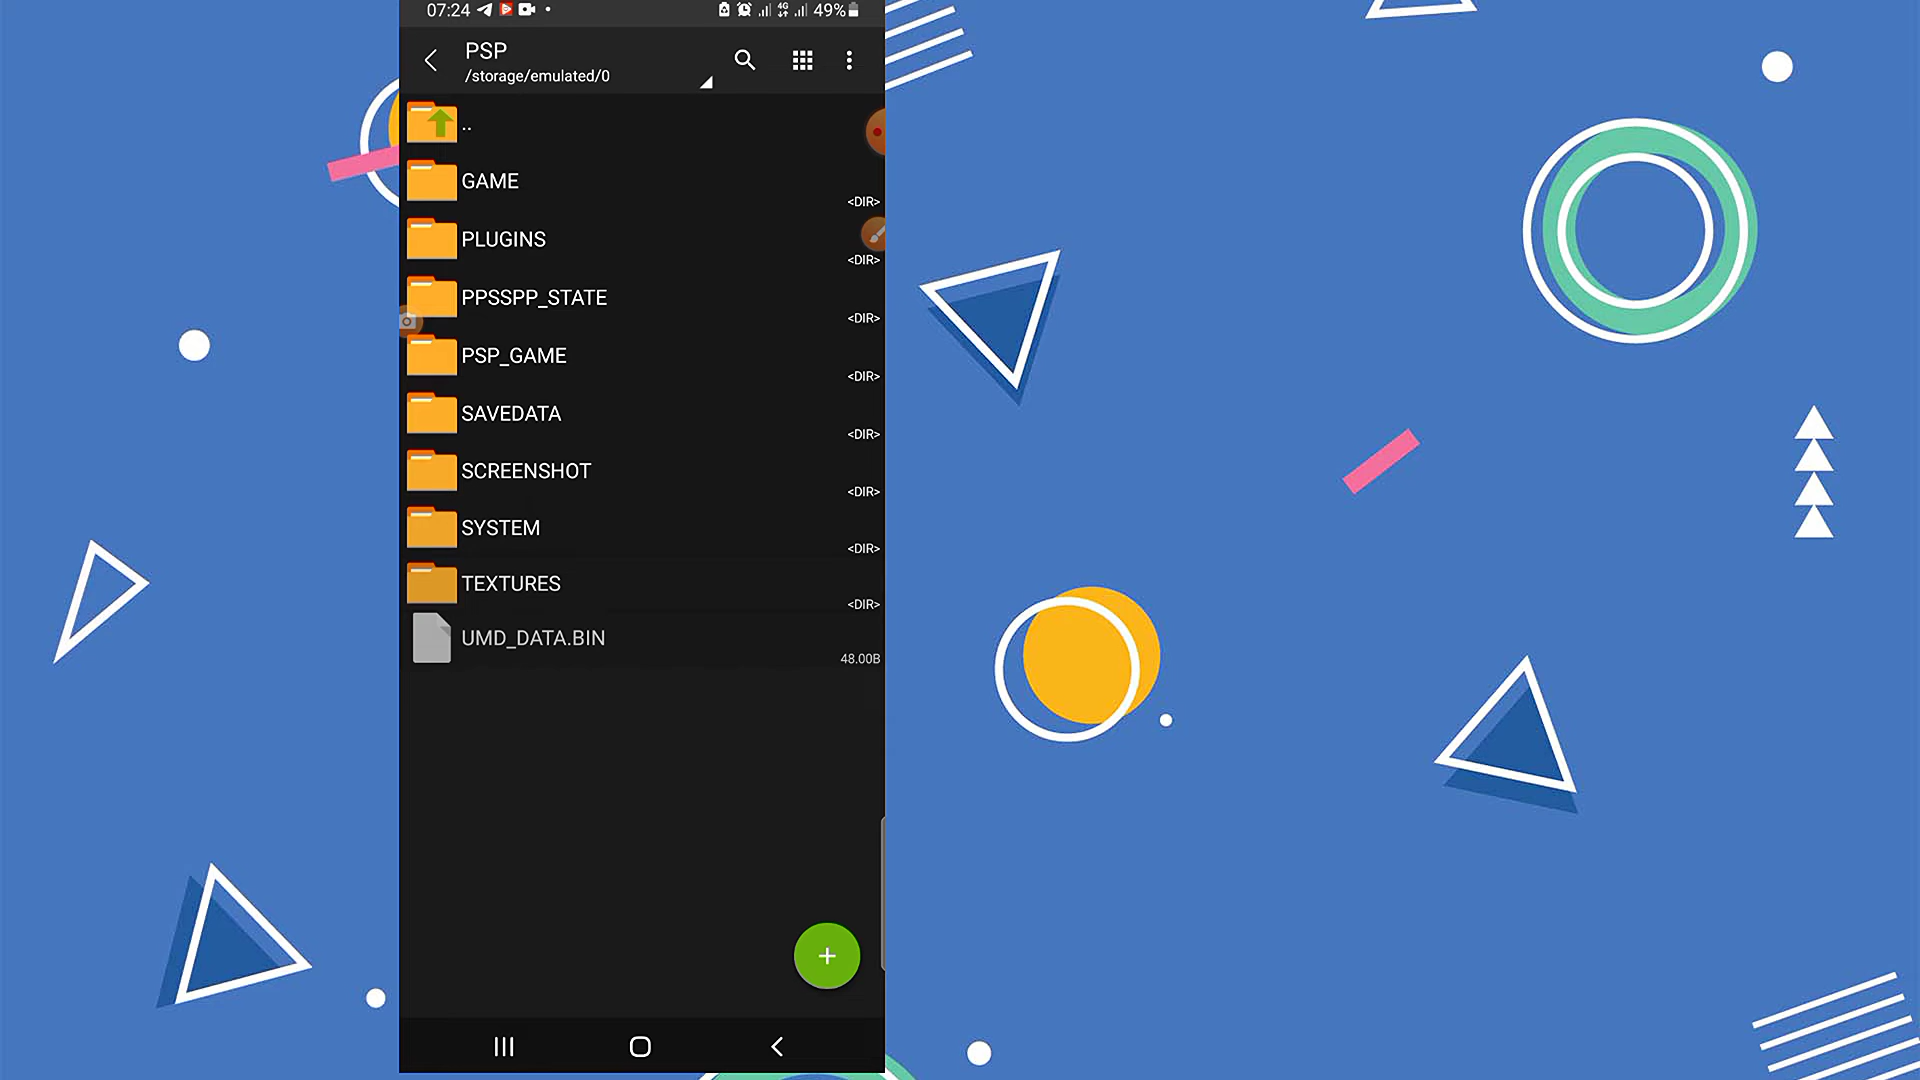 07:24 4G 49%
PSP
/storage/emulated/0
..
GAME
<DIR>
PLUGINS
<DIR>
PPSSPP_STATE
<DIR>
PSP_GAME
<DIR>
SAVEDATA
<DIR>
SCREENSHOT
<DIR>
SYSTEM
<DIR>
TEXTURES
<DIR>
UMD_DATA.BIN
48.00B